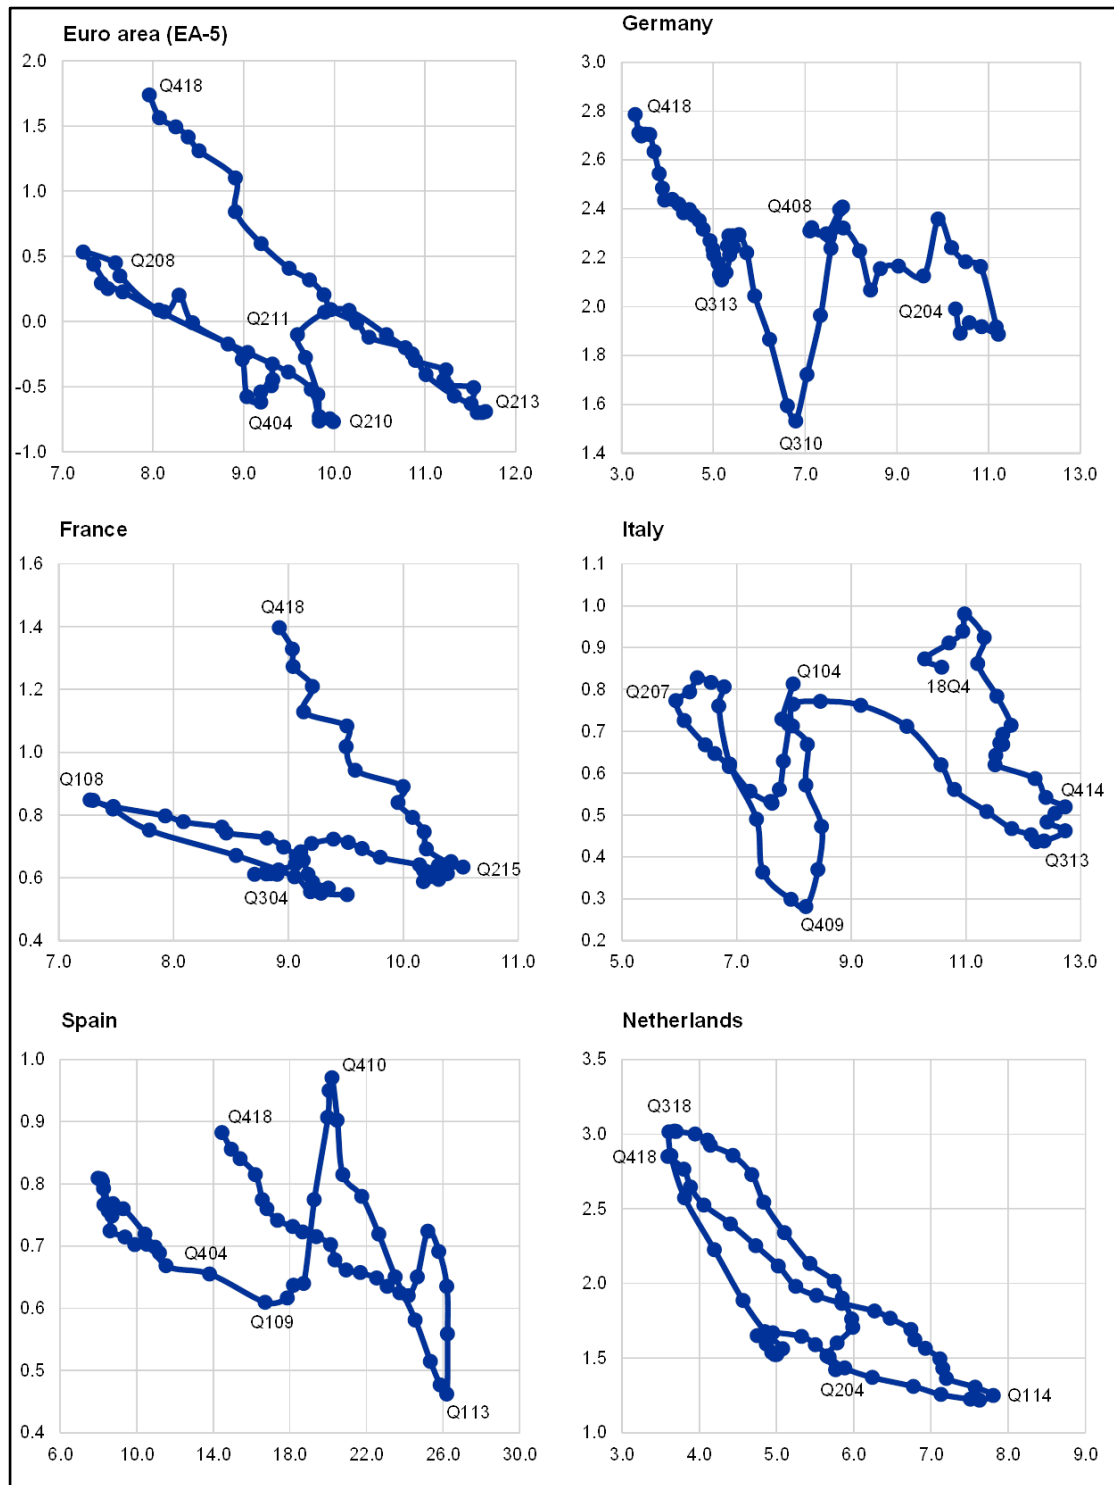 Euro area (EA-5)
2.0
1.5
1.0
0.5
0.0
-0.5
-1.0
7.0 8.0 9.0 10.0 11.0 12.0
Q418
Q208
Q211
Q404
Q210
Q213
Germany
3.0
2.8
2.6
2.4
2.2
2.0
1.8
1.6
1.4
3.0 5.0 7.0 9.0 11.0 13.0
Q418
Q408
Q313
Q204
Q310
France
1.6
1.4
1.2
1.0
0.8
0.6
0.4
7.0 8.0 9.0 10.0 11.0
Q418
Q108
Q304
Q215
Italy
1.1
1.0
0.9
0.8
0.7
0.6
0.5
0.4
0.3
0.2
5.0 7.0 9.0 11.0 13.0
Q104
Q207
18Q4
Q414
Q313
Q409
Spain
1.0
0.9
0.8
0.7
0.6
0.5
0.4
6.0 10.0 14.0 18.0 22.0 26.0 30.0
Q410
Q418
Q404
Q109
Q113
Netherlands
3.5
3.0
2.5
2.0
1.5
1.0
3.0 4.0 5.0 6.0 7.0 8.0 9.0
Q318
Q418
Q204
Q114